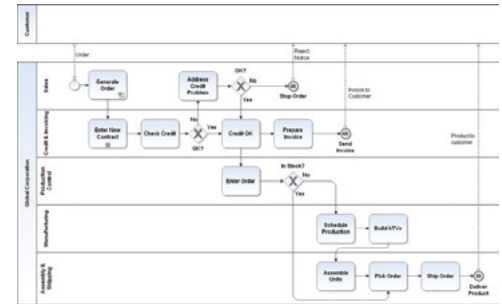 Customer
Order
Reject
Notice
Invoice to
Customer
Product to
customer
Global Corporation
Sales
Generate
Order
Address
Credit
Problem
OK?
No
Yes
Stop Order
Credit & Invoicing
Enter New
Contract
Check Credit
No
Yes
OK?
Credit OK
Prepare
Invoice
Send
Invoice
Production
Control
Enter Order
In Stock?
No
Yes
Manufacturing
Schedule
Production
Build ATVs
Assembly &
Shipping
Assemble
Units
Pick Order
Ship Order
Deliver
Product